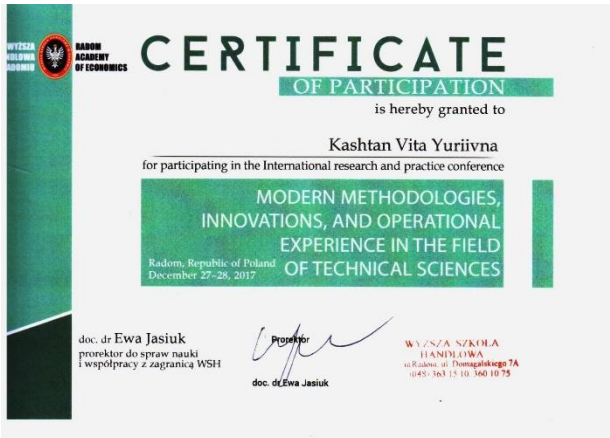 WYŻSZA
RADOM
ACADEMY
OF ECONOMICS
CERTIFICATE
OF PARTICIPATION
is hereby granted to
Kashtan Vita Yuriivna
for participating in the International research and practice conference
MODERN METHODOLOGIES,
INNOVATIONS, AND OPERATIONAL
EXPERIENCE IN THE FIELD
OF TECHNICAL SCIENCES
Radom, Republic of Poland
December 27-28, 2017
doc. dr Ewa Jasiuk
prorektor do spraw nauki
i współpracy z zagranicą WSH
Prorektor
doc. dr Ewa Jasiuk
WYŻSZA SZKOŁA
HANDLOWA
w Radomiu, ul. Domagalskiego 7A
(048) 363 15 10, 360 10 75